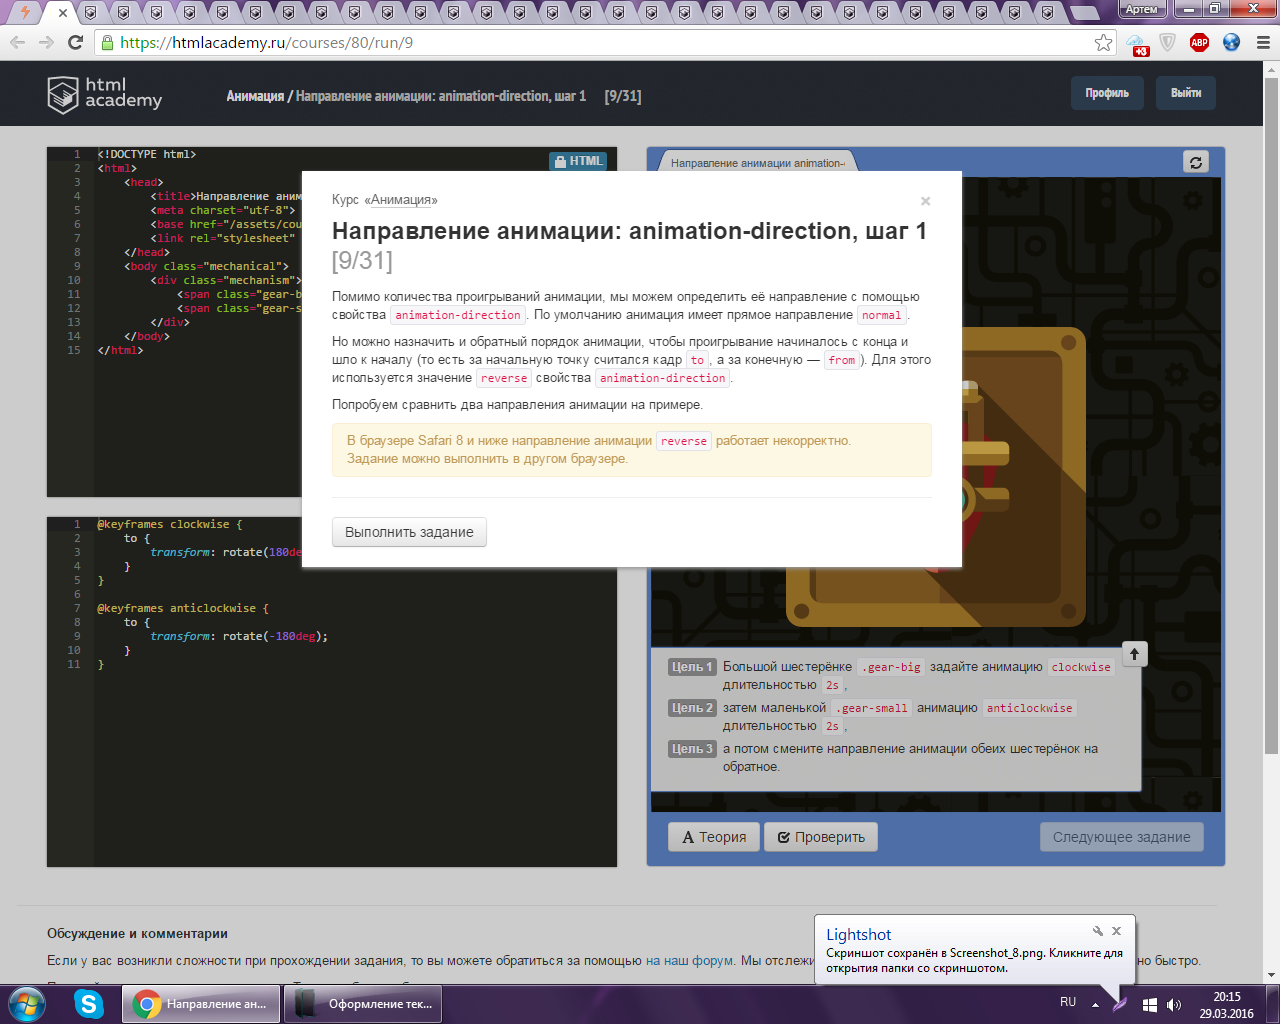 Артем
https://htmlacademy.ru/courses/80/run/9
+3
ABP
html
academy
Анимация / Направление анимации: animation-direction, шаг 1 [9/31]
Профиль
Выйти
1 <!DOCTYPE html>
2 <html>
3 <head>
4 <title>Направление аним
5 <meta charset="utf-8">
6 <base href="/assets/cou
7 <link rel="stylesheet"
8 </head>
9 <body class="mechanical">
10 <div class="mechanism">
11 <span class="gear-b
12 <span class="gear-s
13 </div>
14 </body>
15 </html>
HTML
Направление анимации animation-
Курс «Анимация»
×
Направление анимации: animation-direction, шаг 1
[9/31]
Помимо количества проигрываний анимации, мы можем определить её направление с помощью
свойства animation-direction. По умолчанию анимация имеет прямое направление normal.
Но можно назначить и обратный порядок анимации, чтобы проигрывание начиналось с конца и
шло к началу (то есть за начальную точку считался кадр to, а за конечную — from). Для этого
используется значение reverse свойства animation-direction.
Попробуем сравнить два направления анимации на примере.
В браузере Safari 8 и ниже направление анимации reverse работает некорректно.
Задание можно выполнить в другом браузере.
Выполнить задание
1 @keyframes clockwise {
2 to {
3 transform: rotate(180de
4 }
5 }
6
7 @keyframes anticlockwise {
8 to {
9 transform: rotate(-180deg);
10 }
11 }
Цель 1 Большой шестерёнке .gear-big задайте анимацию clockwise
длительностью 2s,
Цель 2 затем маленькой .gear-small анимацию anticlockwise
длительностью 2s,
Цель 3 а потом смените направление анимации обеих шестерёнок на
обратное.
Теория
Проверить
Следующее задание
Обсуждение и комментарии
Если у вас возникли сложности при прохождении задания, то вы можете обратиться за помощью на наш форум. Мы отслежи
но быстро.
Lightshot
Скриншот сохранён в Screenshot_8.png. Кликните для
открытия папки со скриншотом.
Направление ан...
Оформление тек...
RU
20:15
29.03.2016